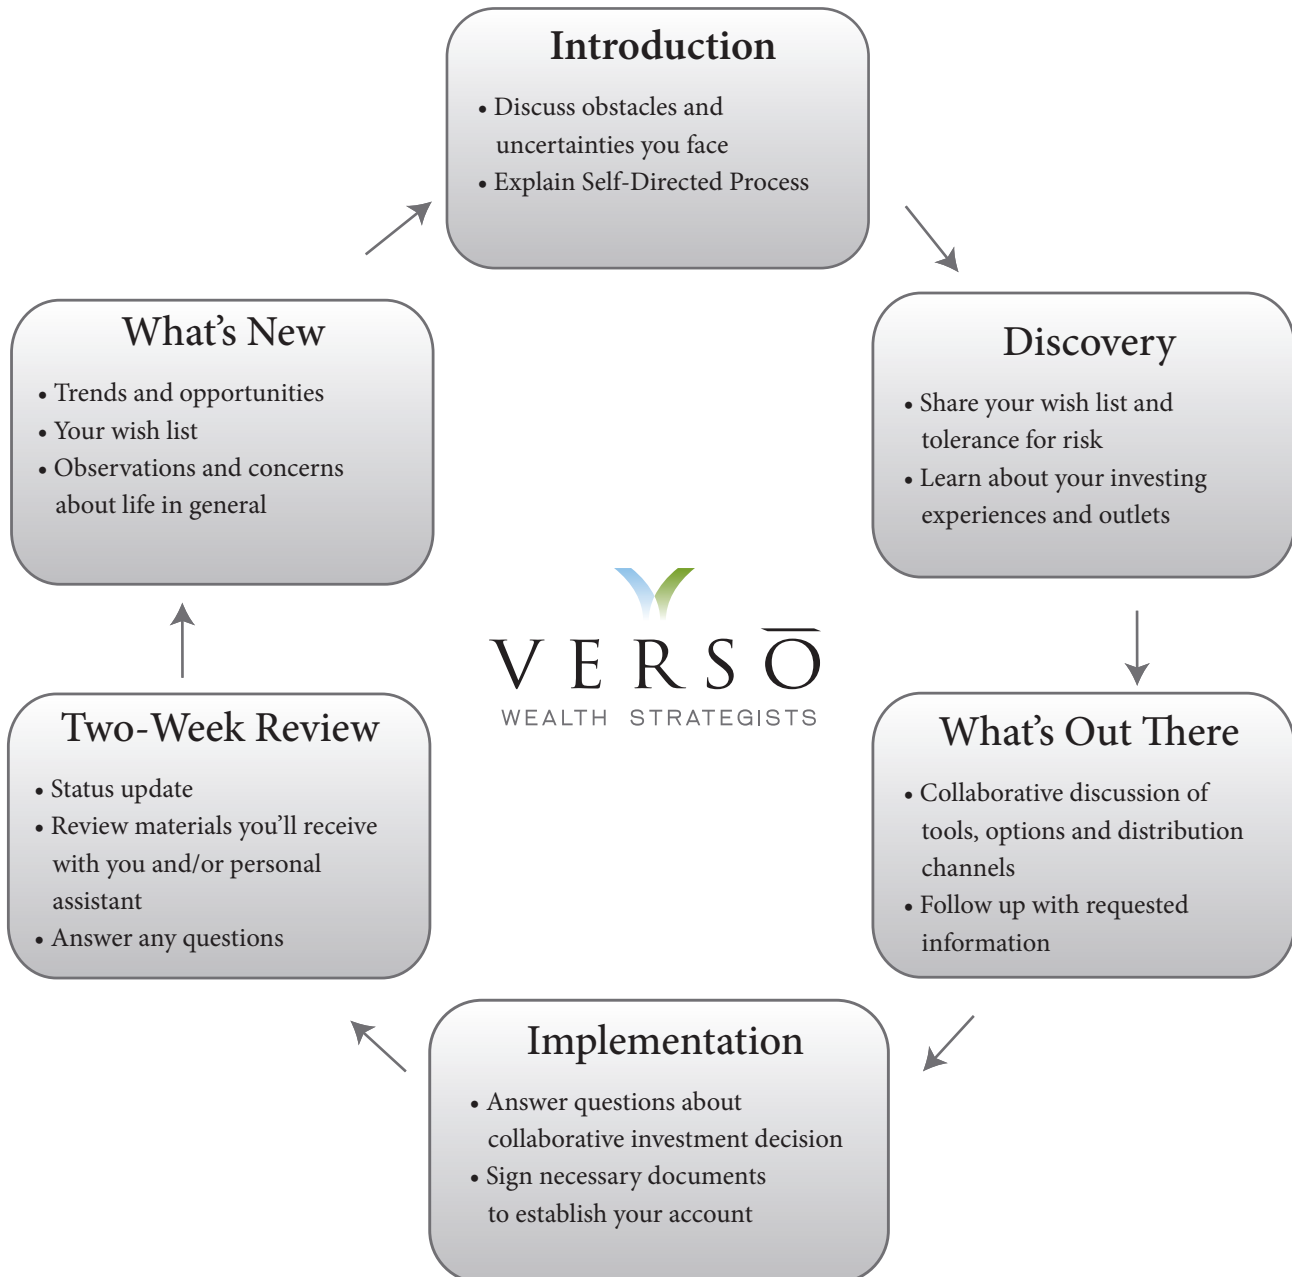 Introduction
• Discuss obstacles and
uncertainties you face
• Explain Self-Directed Process
Discovery
• Share your wish list and
tolerance for risk
• Learn about your investing
experiences and outlets
What's Out There
• Collaborative discussion of
tools, options and distribution
channels
• Follow up with requested
information
Implementation
• Answer questions about
collaborative investment decision
• Sign necessary documents
to establish your account
Two-Week Review
• Status update
• Review materials you'll receive
with you and/or personal
assistant
• Answer any questions
What's New
• Trends and opportunities
• Your wish list
• Observations and concerns
about life in general
VERSŌ
WEALTH STRATEGISTS